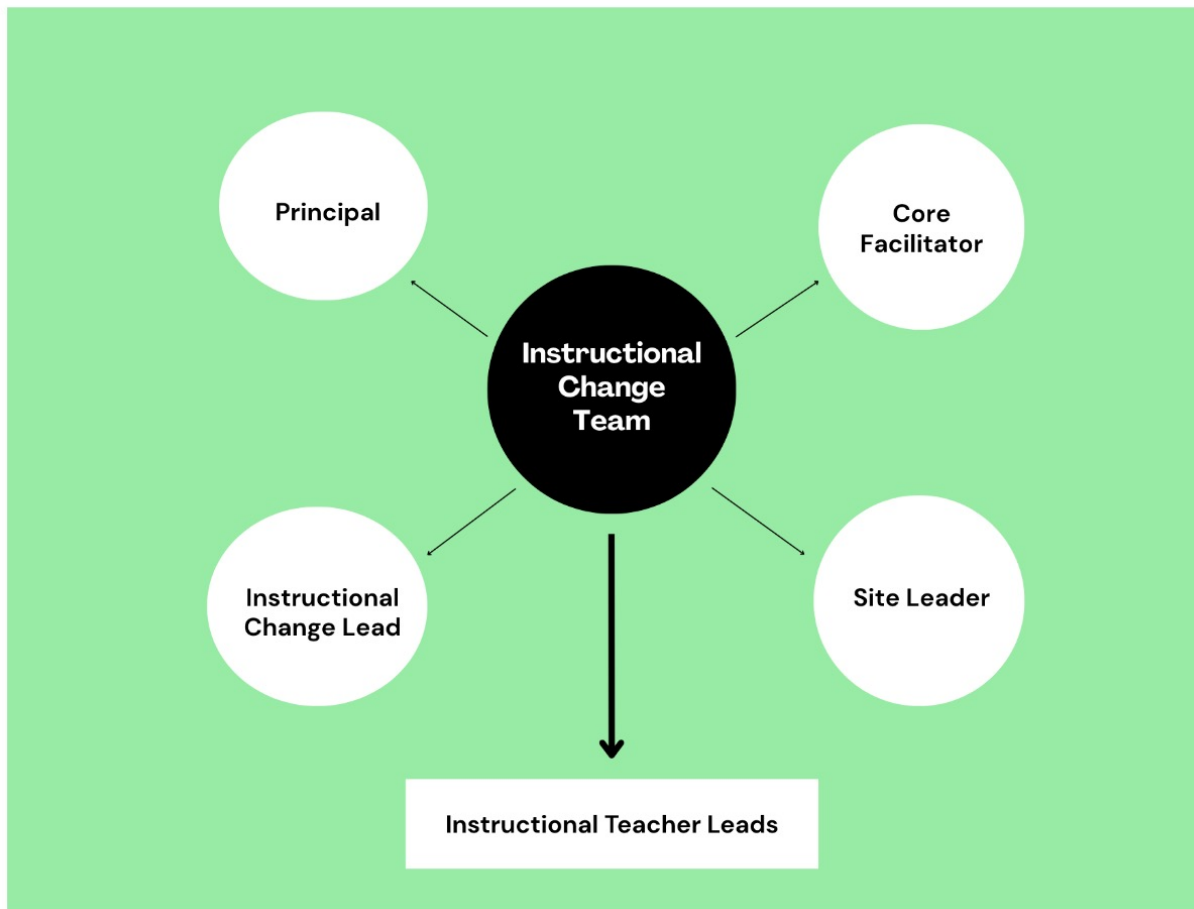 Principal
Core
Facilitator
Instructional
Change
Team
Instructional
Change Lead
Site Leader
Instructional Teacher Leads